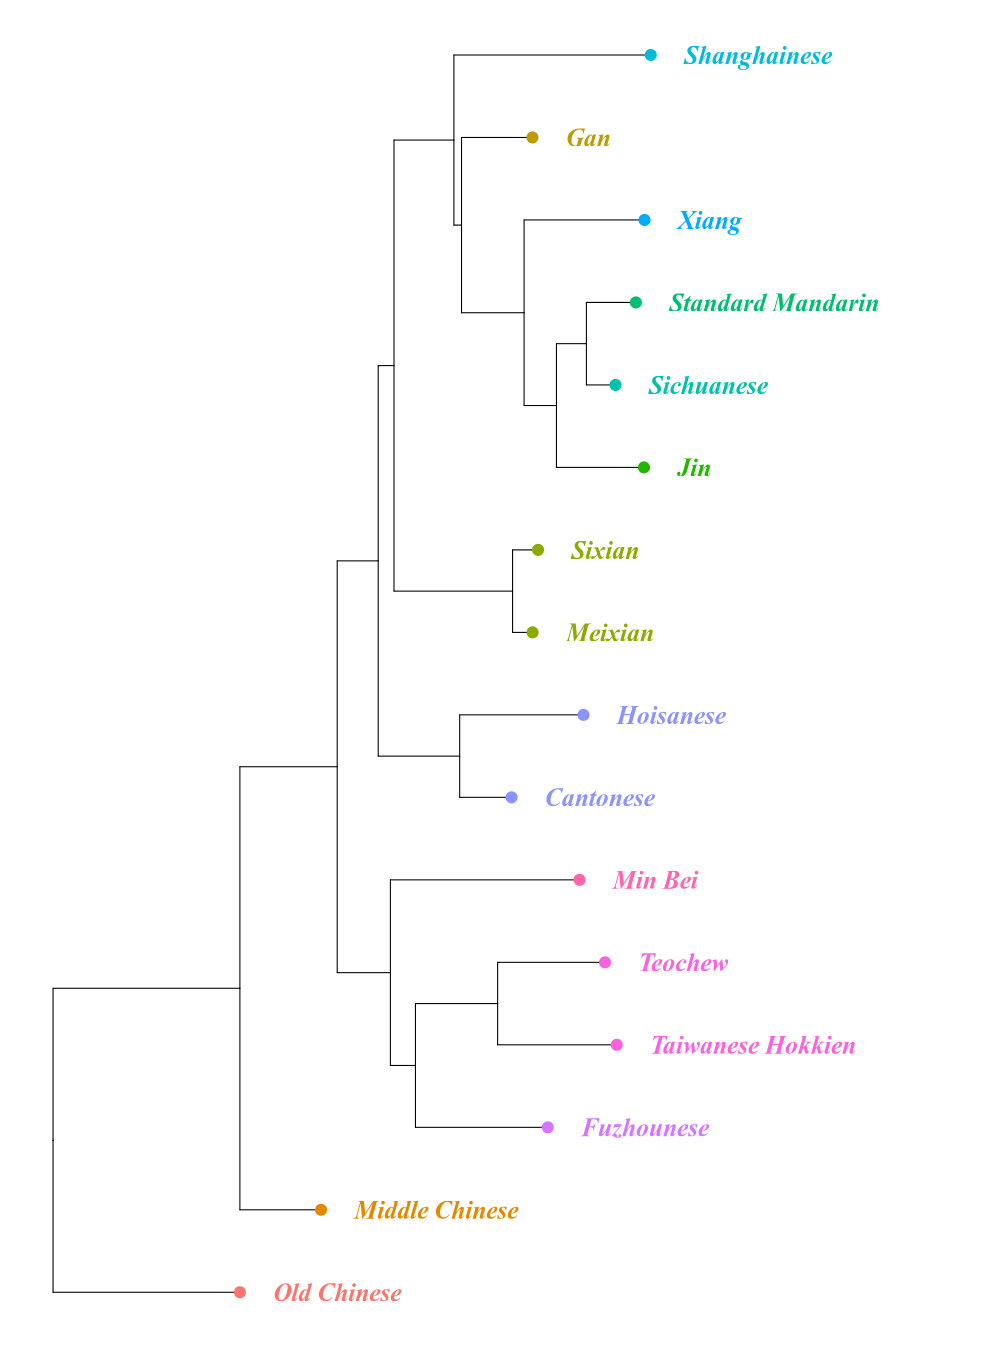 Shanghainese
Gan
Xiang
Standard Mandarin
Sichuanese
Jin
Sixian
Meixian
Hoisanese
Cantonese
Min Bei
Teochew
Taiwanese Hokkien
Fuzhounese
Middle Chinese
Old Chinese